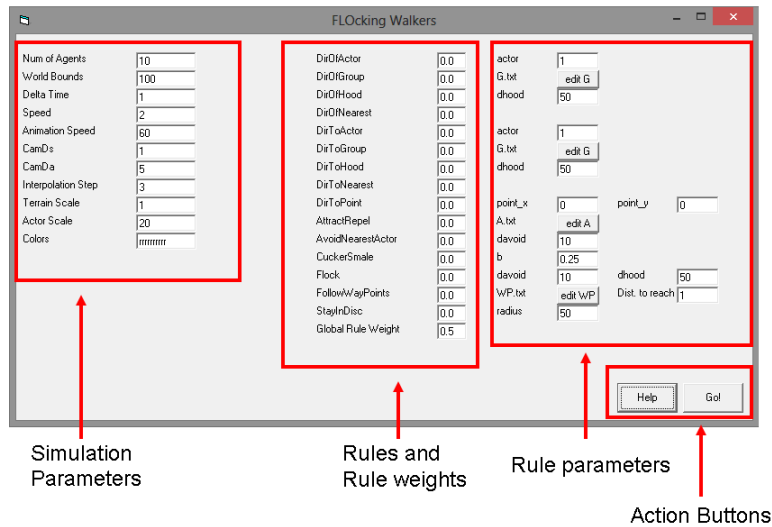 FLOcking Walkers
Num of Agents 10
World Bounds 100
Delta Time 1
Speed 2
Animation Speed 60
CamDs 1
CamDa 5
Interpolation Step 3
Terrain Scale 1
Actor Scale 20
Colors rrrrrrrrrr
DirOfActor 0.0
DirOfGroup 0.0
DirOfHood 0.0
DirOfNearest 0.0
DirToActor 0.0
DirToGroup 0.0
DirToHood 0.0
DirToNearest 0.0
DirToPoint 0.0
AttractRepel 0.0
AvoidNearestActor 0.0
CuckerSmale 0.0
Flock 0.0
FollowWayPoints 0.0
StayInDisc 0.0
Global Rule Weight 0.5
actor 1
G.txt edit G
dhood 50
actor 1
G.txt edit G
dhood 50
point_x 0 point_y 0
A.txt edit A
davoid 10
b 0.25
davoid 10 dhood 50
WP.txt edit WP Dist. to reach 1
radius 50
Help Go!
Simulation
Parameters
Rules and
Rule weights
Rule parameters
Action Buttons